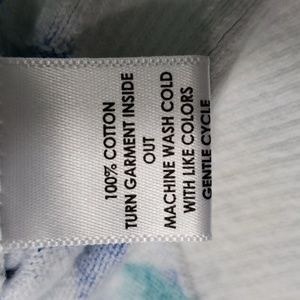 100% COTTON
TURN GARMENT INSIDE
OUT
MACHINE WASH COLD
WITH LIKE COLORS
GENTLE CYCLE